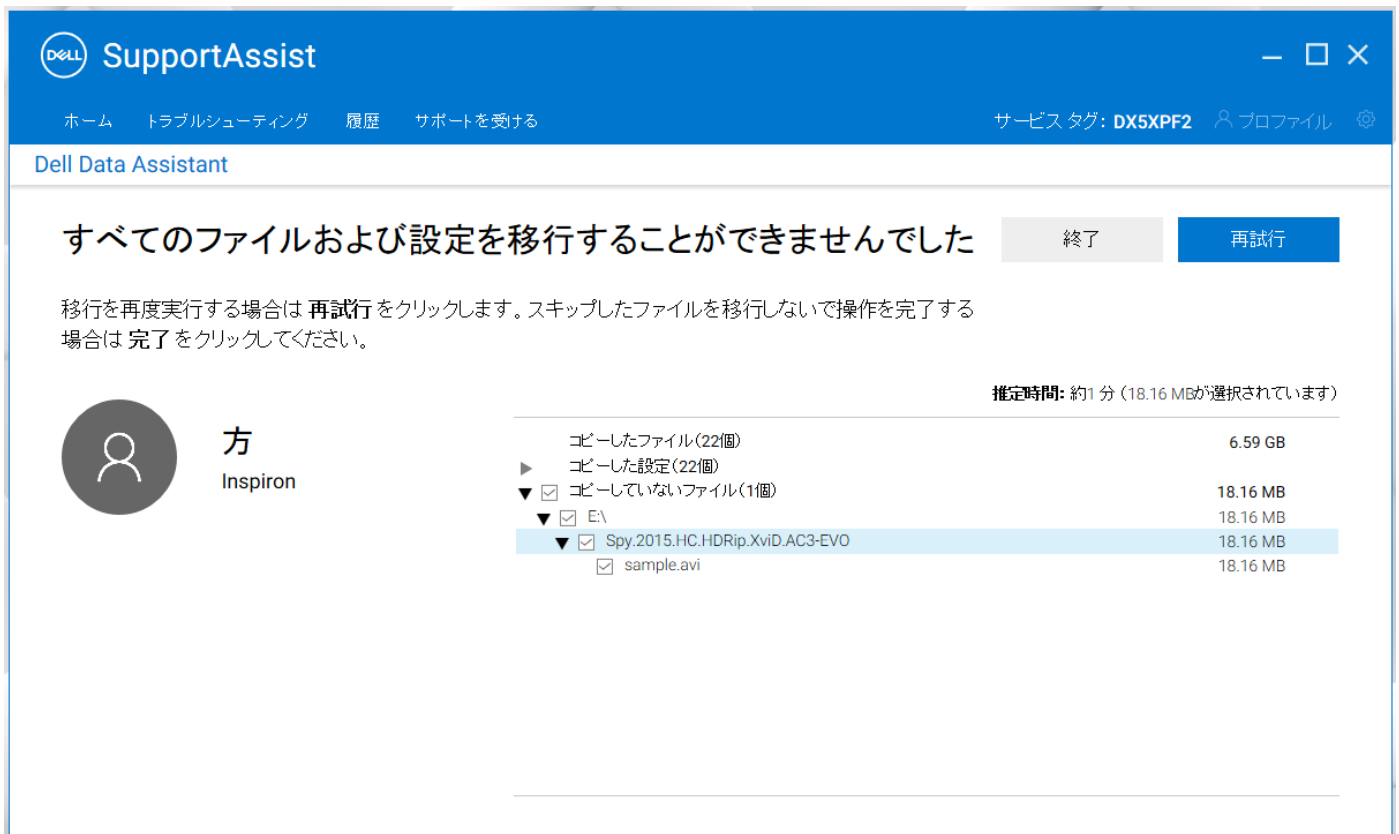 DELL SupportAssist
ホーム トラブルシューティング 履歴 サポートを受ける サービス タグ: DX5XPF2 プロファイル
Dell Data Assistant
すべてのファイルおよび設定を移行することができませんでした 終了 再試行
移行を再度実行する場合は 再試行 をクリックします。スキップしたファイルを移行しないで操作を完了する
場合は 完了 をクリックしてください。
推定時間: 約1 分 (18.16 MBが選択されています)
方
Inspiron
コピーしたファイル(22個) 6.59 GB
コピーした設定(22個)
コピーしていないファイル(1個) 18.16 MB
E:\ 18.16 MB
Spy.2015.HC.HDRip.XviD.AC3-EVO 18.16 MB
sample.avi 18.16 MB